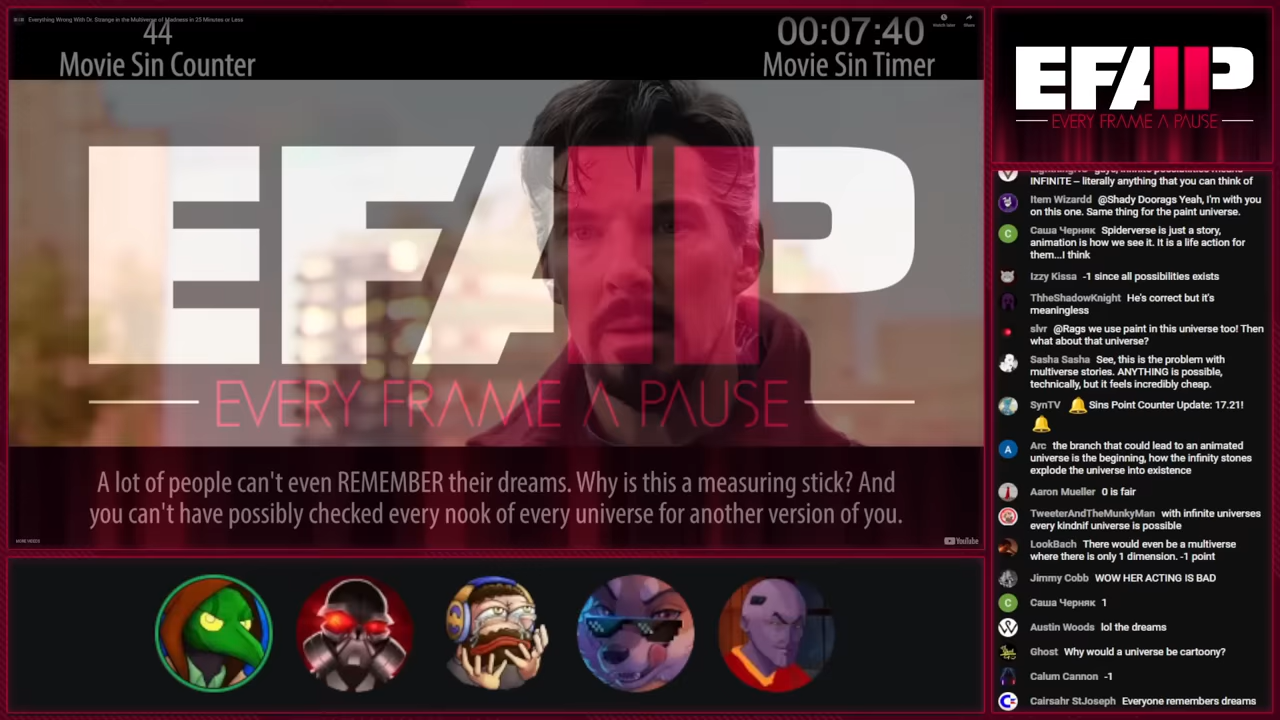 Everything Wrong With Dr. Strange in the Multiverse of Madness in 23 Minutes or Less
Watch later
Share
44
Movie Sin Counter
00:07:40
Movie Sin Timer
EFAP
EVERY FRAME A PAUSE
A lot of people can't even REMEMBER their dreams. Why is this a measuring stick? And
you can't have possibly checked every nook of every universe for another version of you.
MORE VIDEOS
YouTube
EFAP
EVERY FRAME A PAUSE
INFINITE – literally anything that you can think of
Item Wizardd @Shady Doorags Yeah, I'm with you
on this one. Same thing for the paint universe.
C
Саша Черняк Spiderverse is just a story,
animation is how we see it. It is a life action for
them...I think
Izzy Kissa -1 since all possibilities exists
ThheShadowKnight He's correct but it's
meaningless
slvr @Rags we use paint in this universe too! Then
what about that universe?
Sasha Sasha See, this is the problem with
multiverse stories. ANYTHING is possible,
technically, but it feels incredibly cheap.
SynTV 🔔Sins Point Counter Update: 17.21!
🔔
A
Arc the branch that could lead to an animated
universe is the beginning, how the infinity stones
explode the universe into existence
Aaron Mueller 0 is fair
TweeterAndTheMunkyMan with infinite universes
every kindnif universe is possible
LookBach There would even be a multiverse
where there is only 1 dimension. -1 point
Jimmy Cobb WOW HER ACTING IS BAD
C
Саша Черняк 1
Austin Woods lol the dreams
Ghost Why would a universe be cartoony?
Calum Cannon -1
Cairsahr StJoseph Everyone remembers dreams